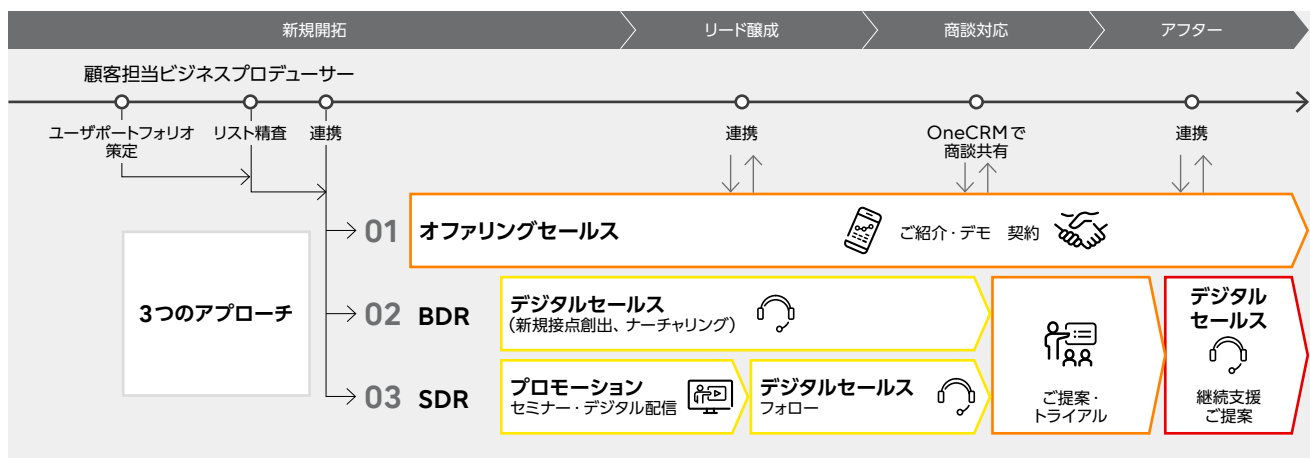 新規開拓
リード醸成
商談対応
アフター
顧客担当ビジネスプロデューサー
ユーザポートフォリオ
策定
リスト精査
連携
連携
OneCRMで
商談共有
連携
3つのアプローチ
01 オファリングセールス
ご紹介・デモ 契約
02 BDR
デジタルセールス
(新規接点創出、ナーチャリング)
03 SDR
プロモーション
セミナー・デジタル配信
デジタルセールス
フォロー
ご提案・
トライアル
デジタル
セールス
継続支援
ご提案